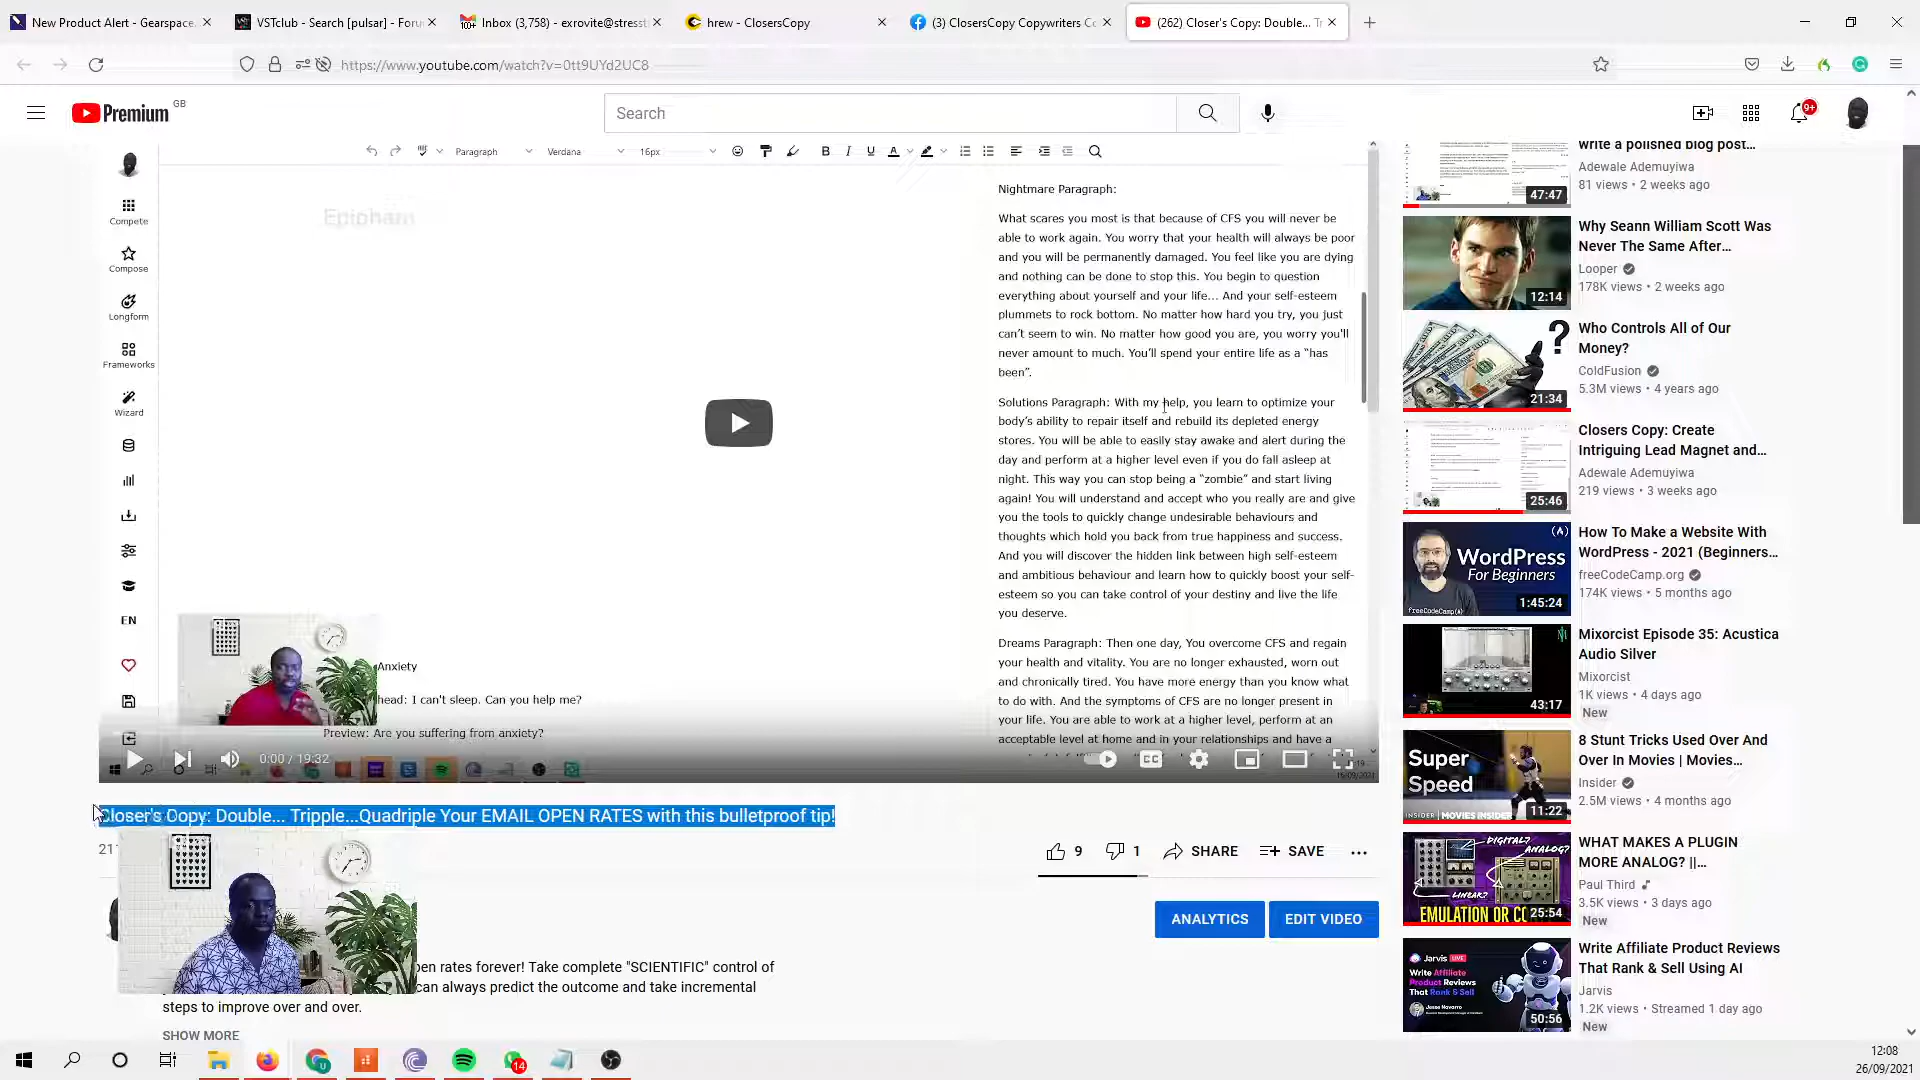 New Product Alert - Gearspace.
VSTclub - Search [pulsar] - Foru
Inbox (3,758) - exrovite@stresst
hrew - ClosersCopy
(3) ClosersCopy Copywriters Co
(262) Closer's Copy: Double... Tr
https://www.youtube.com/watch?v=0tt9UYd2UC8
Premium GB
Search
9+
Paragraph
Verdana
16px
Compete
Compose
Longform
Frameworks
Wizard
EN
Epipham
Nightmare Paragraph:
What scares you most is that because of CFS you will never be
able to work again. You worry that your health will always be poor
and you will be permanently damaged. You feel like you are dying
and nothing can be done to stop this. You begin to question
everything about yourself and your life... And your self-esteem
plummets to rock bottom. No matter how hard you try, you just
can't seem to win. No matter how good you are, you worry you'll
never amount to much. You'll spend your entire life as a “has
been”.
Solutions Paragraph: With my help, you learn to optimize your
body's ability to repair itself and rebuild its depleted energy
stores. You will be able to easily stay awake and alert during the
day and perform at a higher level even if you do fall asleep at
night. This way you can stop being a “zombie” and start living
again! You will understand and accept who you really are and give
you the tools to quickly change undesirable behaviours and
thoughts which hold you back from true happiness and success.
And you will discover the hidden link between high self-esteem
and ambitious behaviour and learn how to quickly boost your self-
esteem so you can take control of your destiny and live the life
you deserve.
Dreams Paragraph: Then one day, You overcome CFS and regain
your health and vitality. You are no longer exhausted, worn out
and chronically tired. You have more energy than you know what
to do with. And the symptoms of CFS are no longer present in
your life. You are able to work at a higher level, perform at an
acceptable level at home and in your relationships and have a
Anxiety
head: I can't sleep. Can you help me?
Preview: Are you suffering from anxiety?
0:00 / 19:32
CC
Closer's Copy: Double... Tripple...Quadriple Your EMAIL OPEN RATES with this bulletproof tip!
9
1
SHARE
SAVE
ANALYTICS
EDIT VIDEO
pen rates forever! Take complete "SCIENTIFIC" control of
can always predict the outcome and take incremental
steps to improve over and over.
SHOW MORE
write a polished blog post...
Adewale Ademuyiwa
81 views • 2 weeks ago
47:47
Why Seann William Scott Was
Never The Same After...
Looper
178K views • 2 weeks ago
12:14
Who Controls All of Our
Money?
ColdFusion
5.3M views • 4 years ago
?
21:34
Closers Copy: Create
Intriguing Lead Magnet and...
Adewale Ademuyiwa
219 views • 3 weeks ago
25:46
How To Make a Website With
WordPress - 2021 (Beginners...
freeCodeCamp.org
174K views • 5 months ago
WordPress
For Beginners
freeCodeCamp(A)
1:45:24
Mixorcist Episode 35: Acustica
Audio Silver
Mixorcist
1K views • 4 days ago
New
43:17
8 Stunt Tricks Used Over And
Over In Movies | Movies...
Insider
2.5M views • 4 months ago
Super
Speed
INSIDER | MOVIES INSIDER
11:22
WHAT MAKES A PLUGIN
MORE ANALOG? ||...
Paul Third
3.5K views • 3 days ago
New
DIGITAL?
ANALOG?
LINEAR?
EMULATION OR CO
25:54
Write Affiliate Product Reviews
That Rank & Sell Using AI
Jarvis
1.2K views • Streamed 1 day ago
New
Jarvis LIVE
Write Affiliate
Product Reviews
That Rank & Sell
50:56
14
12:08
26/09/2021